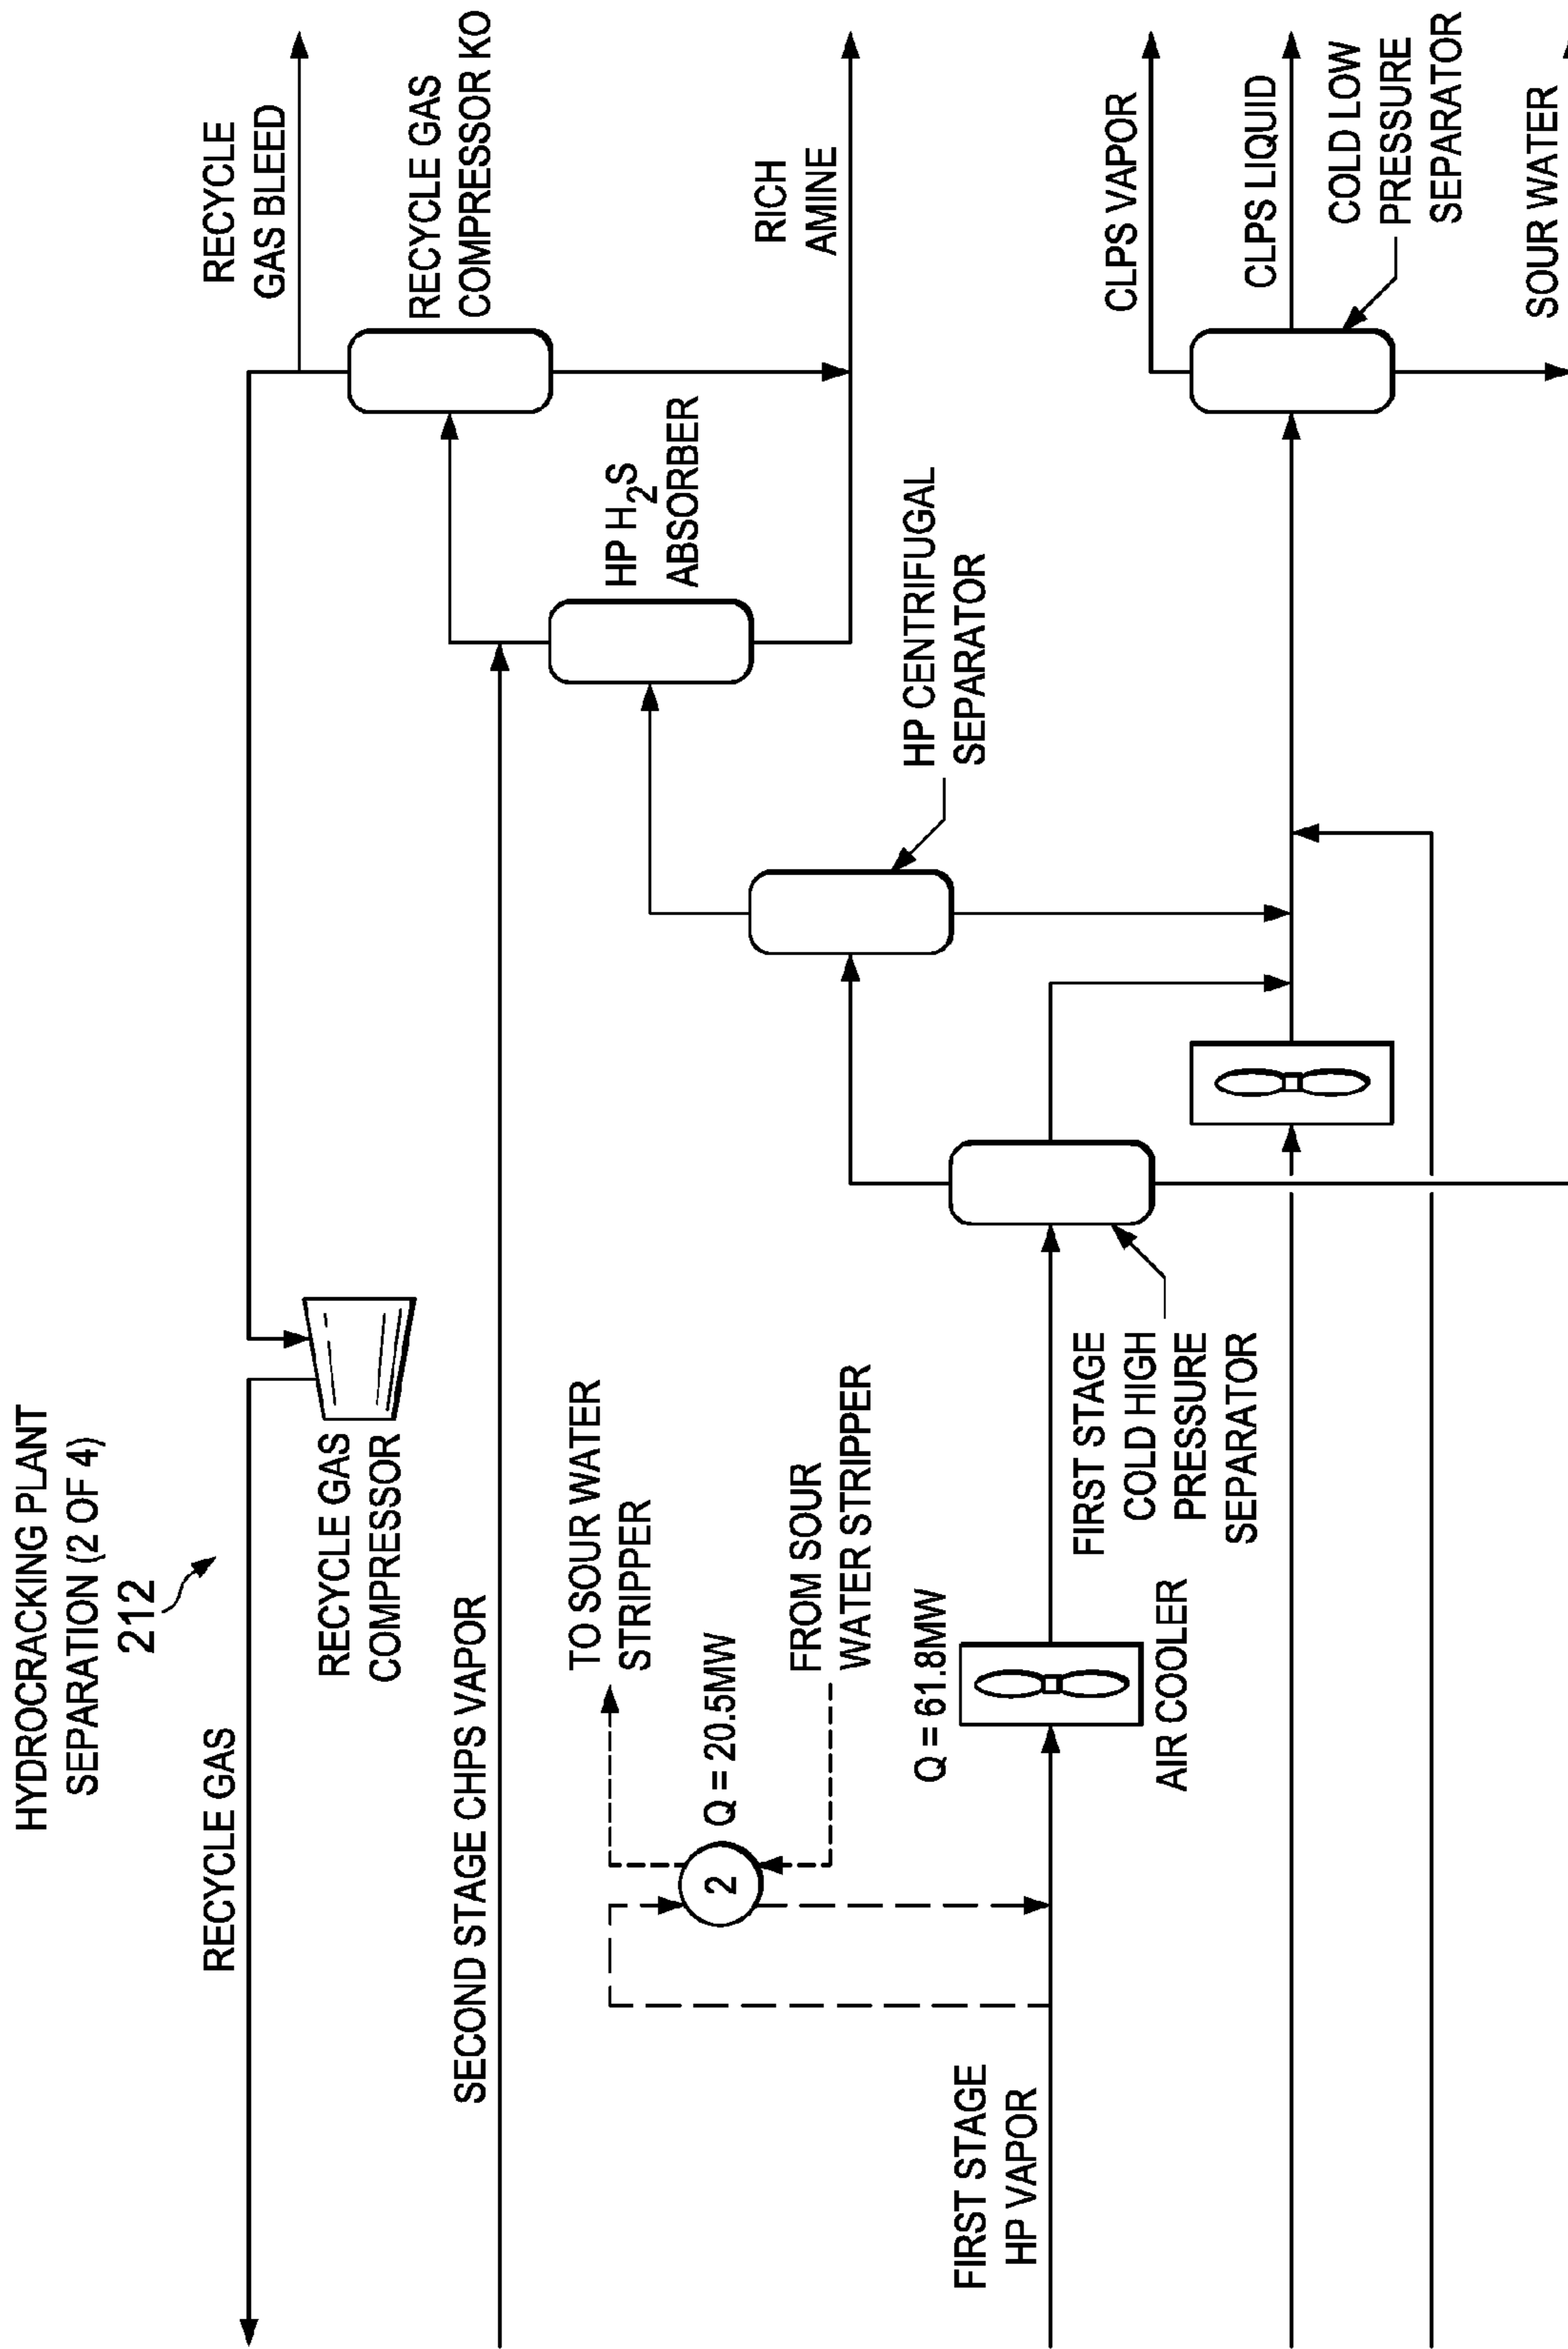 HYDROCRACKING PLANT
SEPARATION (2 OF 4)
212
RECYCLE GAS
RECYCLE GAS
COMPRESSOR
RECYCLE
GAS BLEED
RECYCLE GAS
COMPRESSOR KO
SECOND STAGE CHPS VAPOR
HP H2S
ABSORBER
TO SOUR WATER
STRIPPER
2
Q = 20.5MW
FROM SOUR
WATER STRIPPER
RICH
AMINE
HP CENTRIFUGAL
SEPARATOR
FIRST STAGE
HP VAPOR
Q = 61.8MW
AIR COOLER
FIRST STAGE
COLD HIGH
PRESSURE
SEPARATOR
CLPS VAPOR
CLPS LIQUID
COLD LOW
PRESSURE
SEPARATOR
SOUR WATER